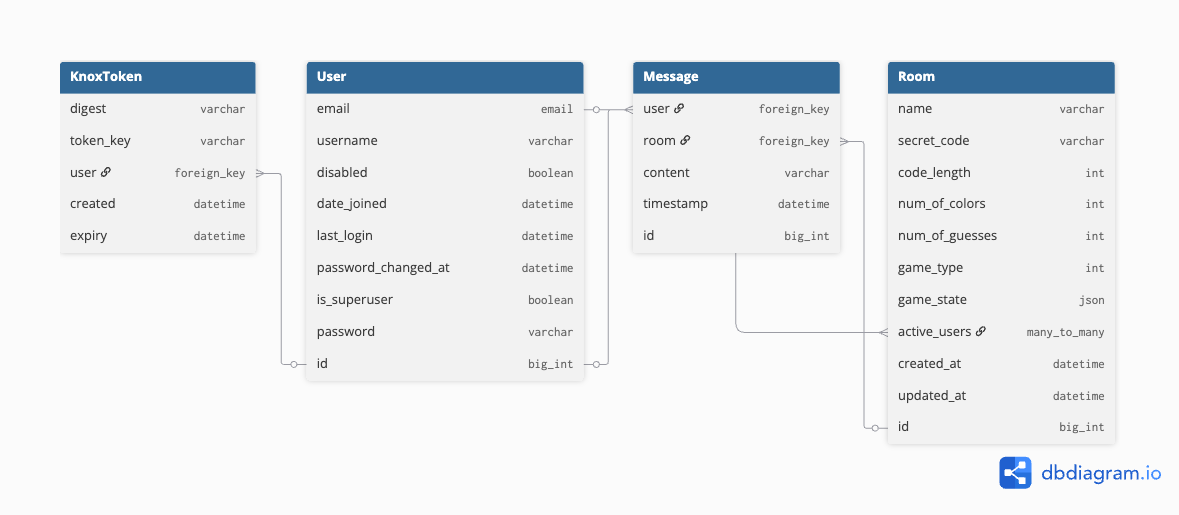 KnoxToken
digest varchar
token_key varchar
user foreign_key
created datetime
expiry datetime
User
email email
username varchar
disabled boolean
date_joined datetime
last_login datetime
password_changed_at datetime
is_superuser boolean
password varchar
id big_int
Message
user foreign_key
room foreign_key
content varchar
timestamp datetime
id big_int
Room
name varchar
secret_code varchar
code_length int
num_of_colors int
num_of_guesses int
game_type int
game_state json
active_users many_to_many
created_at datetime
updated_at datetime
id big_int
dbdiagram.io